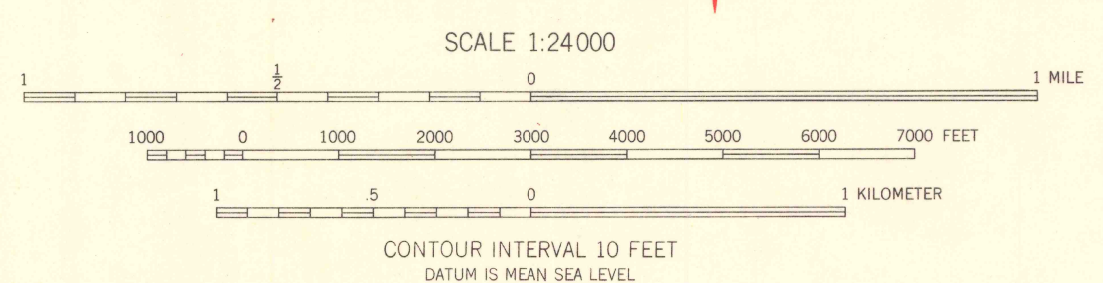 SCALE 1:24000
1 1/2 0 1 MILE
1000 0 1000 2000 3000 4000 5000 6000 7000 FEET
1 .5 0 1 KILOMETER
CONTOUR INTERVAL 10 FEET
DATUM IS MEAN SEA LEVEL